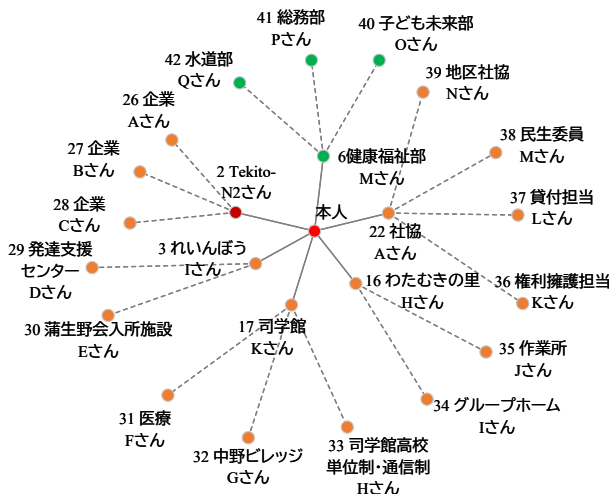 41 総務部
Pさん
40 子ども未来部
Oさん
42 水道部
Qさん
39 地区社協
Nさん
26 企業
Aさん
38 民生委員
Mさん
27 企業
Bさん
2 Tekito-
N2さん
6健康福祉部
Mさん
37 貸付担当
Lさん
28 企業
Cさん
本人
22 社協
Aさん
29 発達支援
センター
Dさん
3 れいんぼう
Iさん
16 わたむきの里
Hさん
36 権利擁護担当
Kさん
30 蒲生野会入所施設
Eさん
17 司学館
Kさん
35 作業所
Jさん
34 グループホーム
Iさん
31 医療
Fさん
32 中野ビレッジ
Gさん
33 司学館高校
単位制・通信制
Hさん